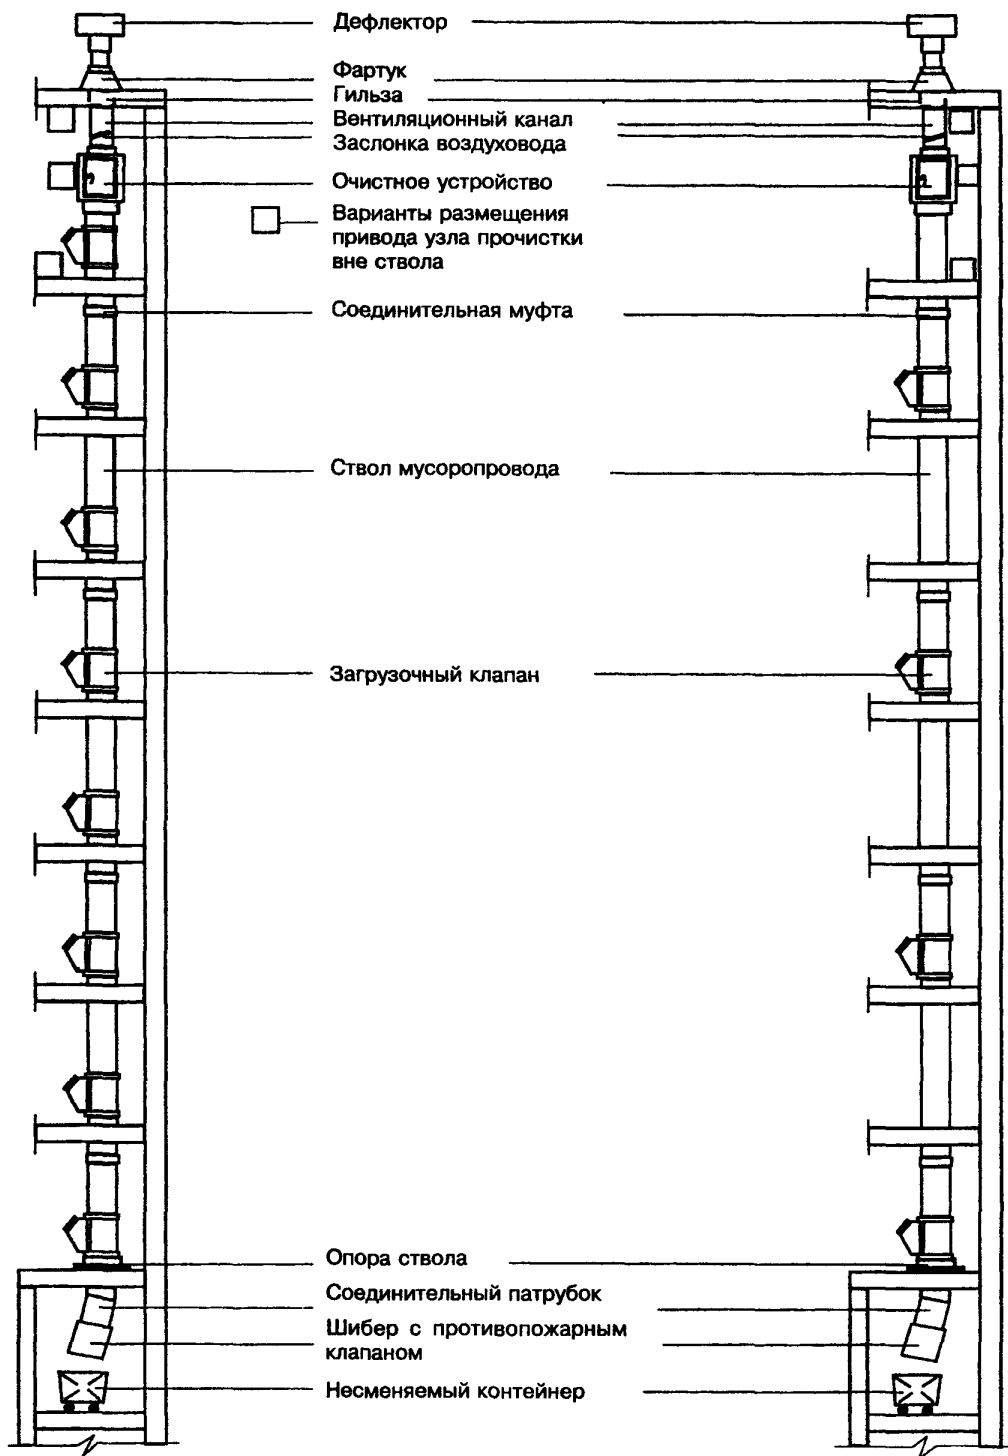 Дефлектор
Фартук
Гильза
Вентиляционный канал
Заслонка воздуховода
Очистное устройство
Варианты размещения
привода узла прочистки
вне ствола
Соединительная муфта
Ствол мусоропровода
Загрузочный клапан
Опора ствола
Соединительный патрубок
Шибер с противопожарным
клапаном
Несменяемый контейнер